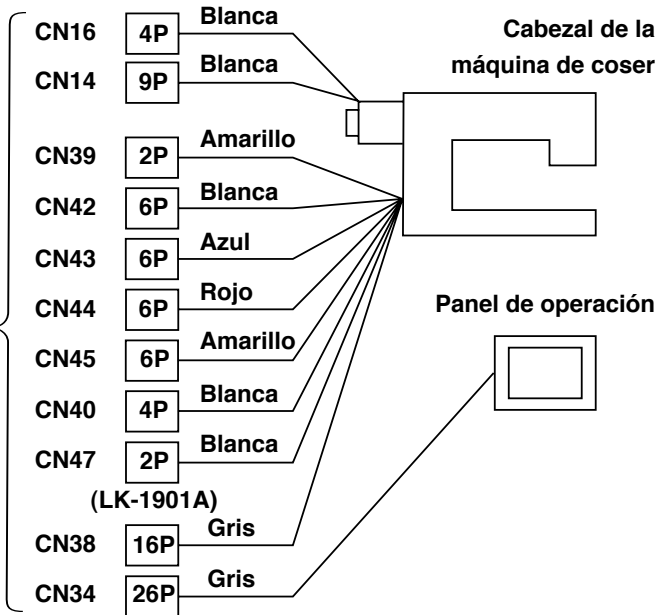 CN16 4P Blanca
CN14 9P Blanca
CN39 2P Amarillo
CN42 6P Blanca
CN43 6P Azul
CN44 6P Rojo
CN45 6P Amarillo
CN40 4P Blanca
CN47 2P Blanca
(LK-1901A)
CN38 16P Gris
CN34 26P Gris
Cabezal de la
máquina de coser
Panel de operación